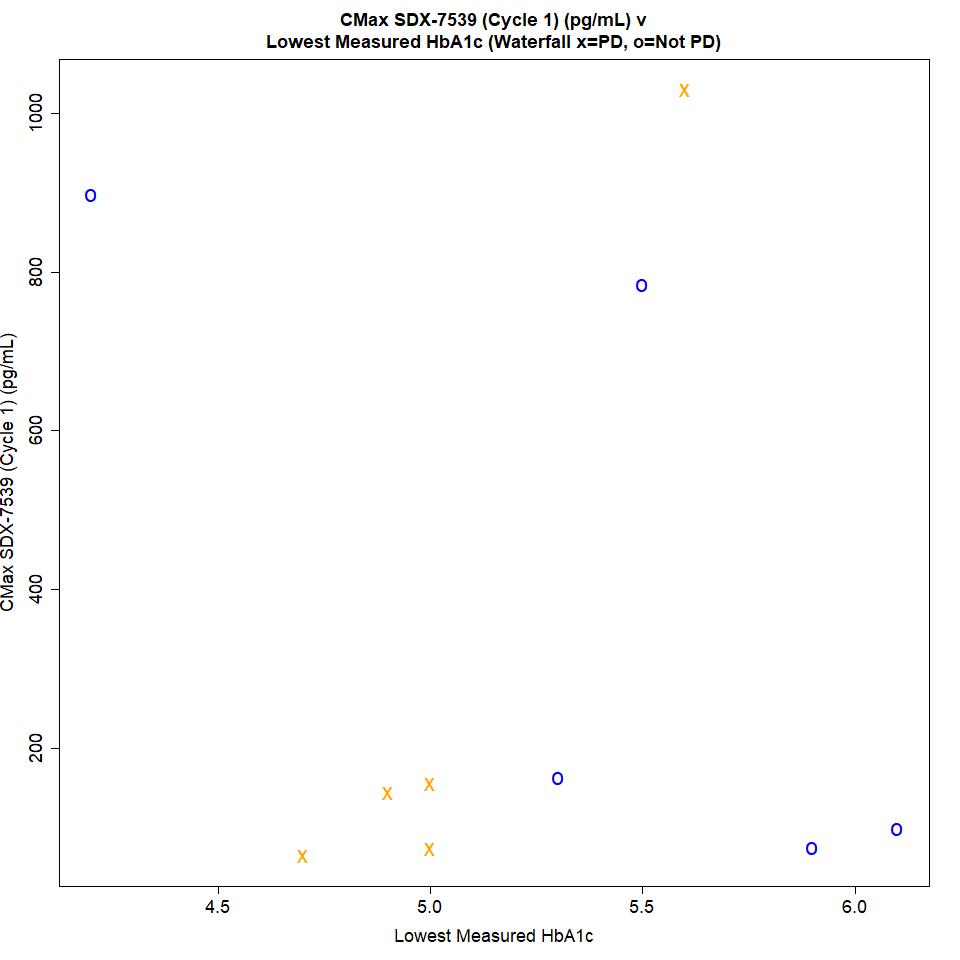 CMax SDX-7539 (Cycle 1) (pg/mL) v
Lowest Measured HbA1c (Waterfall x=PD, o=Not PD)
CMax SDX-7539 (Cycle 1) (pg/mL)
1000
800
600
400
200
x
o
o
x
x
o
x
x
o
o
4.5 5.0 5.5 6.0
Lowest Measured HbA1c